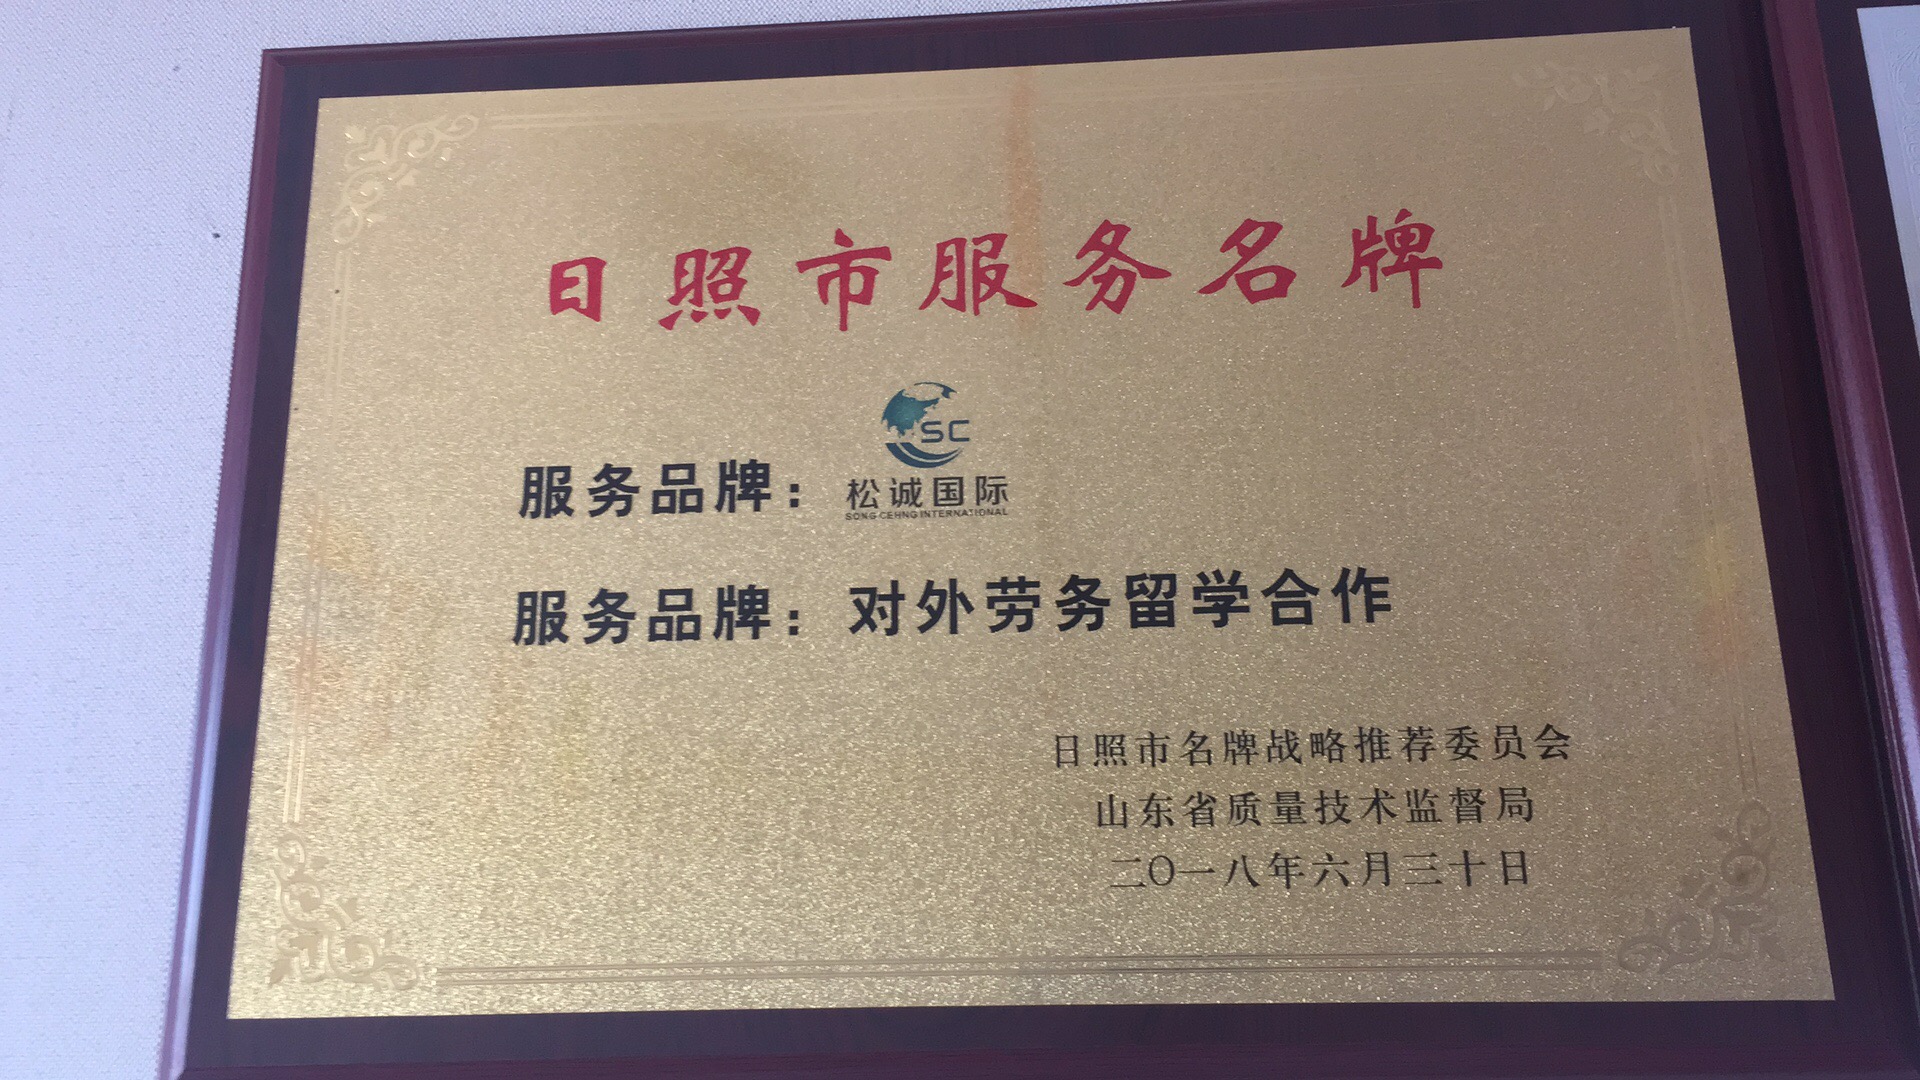 日照市服务名牌
SC
服务品牌：松诚国际
SONG CEHNG INTERNATIONAL
服务品牌：对外劳务留学合作
日照市名牌战略推荐委员会
山东省质量技术监督局
二〇一八年六月三十日